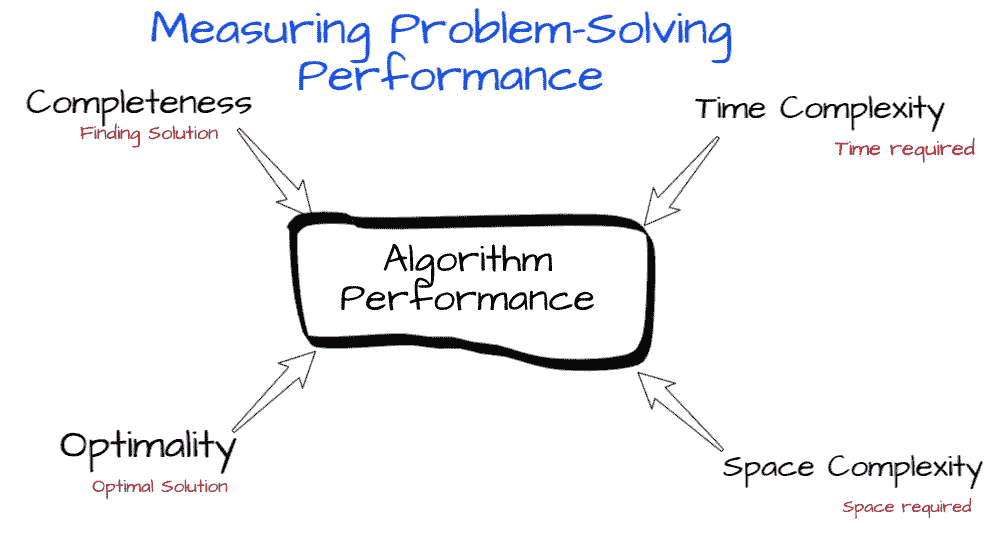 Measuring Problem-Solving
Performance
Completeness
Finding Solution
Time Complexity
Time required
Algorithm
Performance
Optimality
Optimal Solution
Space Complexity
Space required